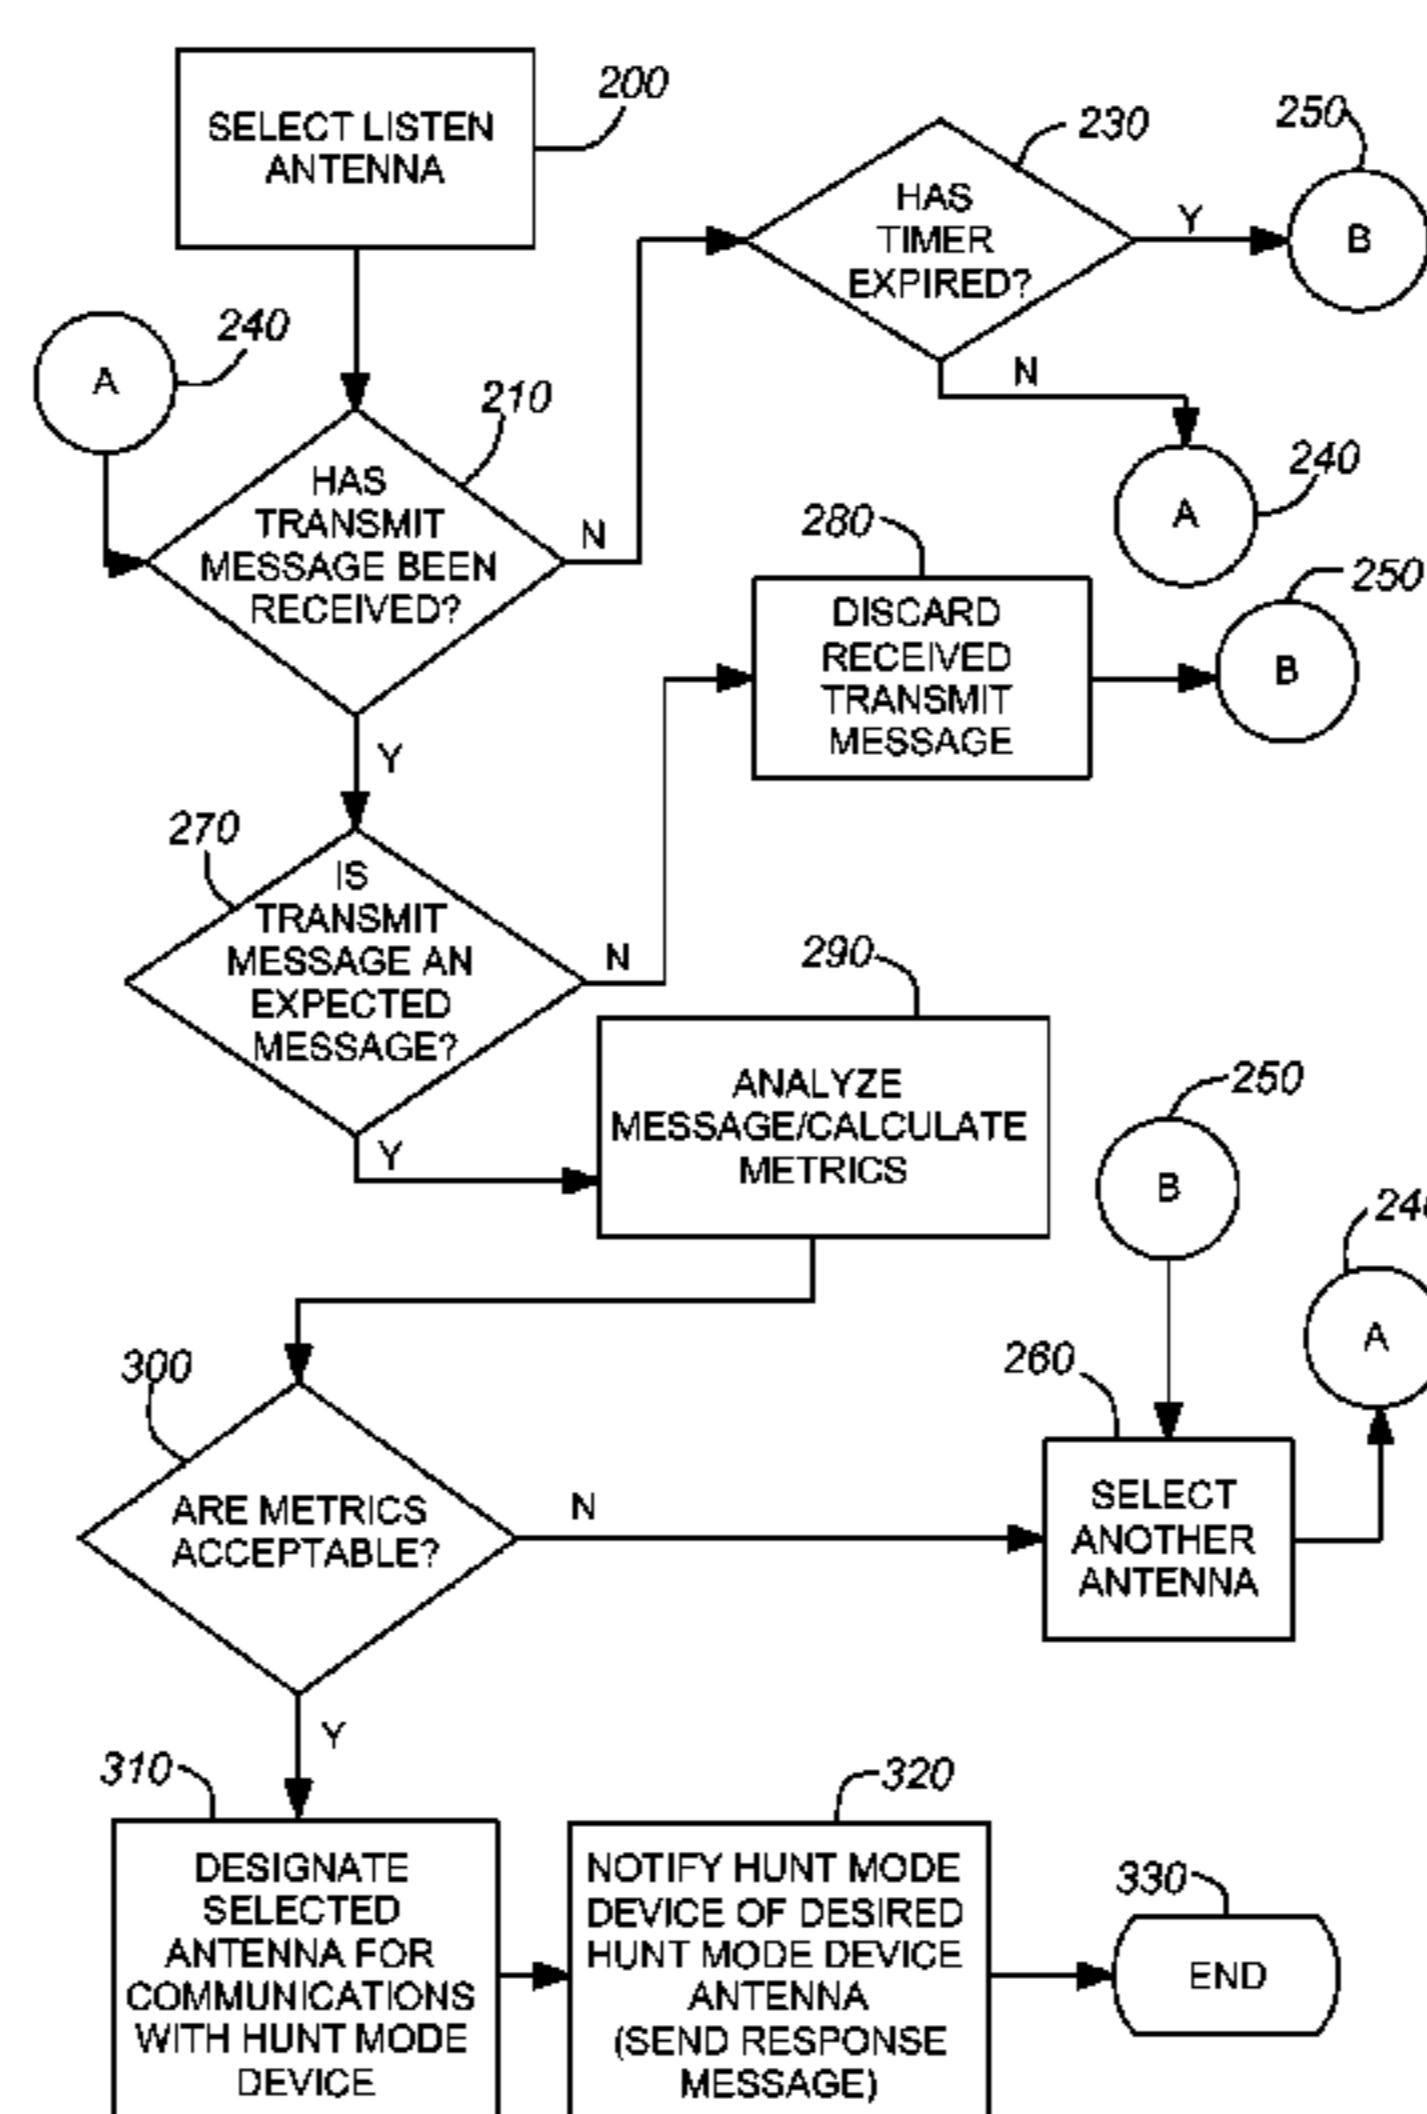 200
SELECT LISTEN
ANTENNA
230
250
HAS
TIMER
EXPIRED?
Y
B
N
240
A
210
HAS
TRANSMIT
MESSAGE BEEN
RECEIVED?
N
Y
240
A
280
DISCARD
RECEIVED
TRANSMIT
MESSAGE
250
B
270
IS
TRANSMIT
MESSAGE AN
EXPECTED
MESSAGE?
N
Y
290
ANALYZE
MESSAGE/CALCULATE
METRICS
250
B
240
A
260
SELECT
ANOTHER
ANTENNA
300
ARE METRICS
ACCEPTABLE?
N
Y
310
DESIGNATE
SELECTED
ANTENNA FOR
COMMUNICATIONS
WITH HUNT MODE
DEVICE
320
NOTIFY HUNT MODE
DEVICE OF DESIRED
HUNT MODE DEVICE
ANTENNA
(SEND RESPONSE
MESSAGE)
330
END